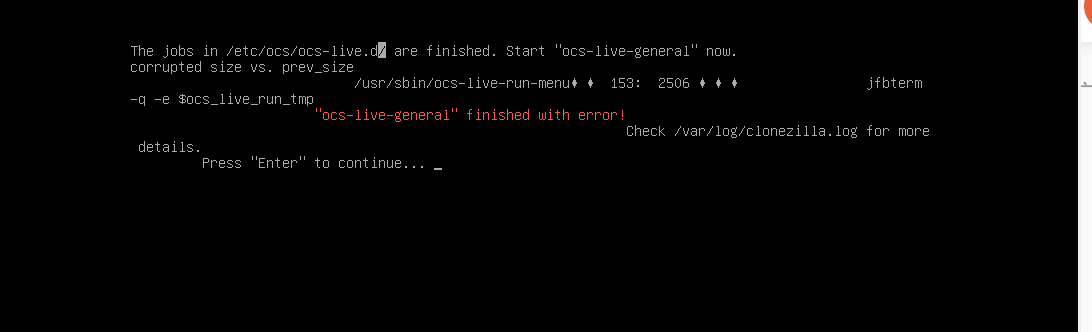 The jobs in /etc/ocs/ocs-live.d/ are finished. Start "ocs-live-general" now.
corrupted size vs. prev_size
/usr/sbin/ocs-live-run-menu♦ ♦ 153: 2506 ♦ ♦ ♦ jfbterm
-q -e $ocs_live_run_tmp
"ocs-live-general" finished with error!
Check /var/log/clonezilla.log for more
details.
Press "Enter" to continue... _